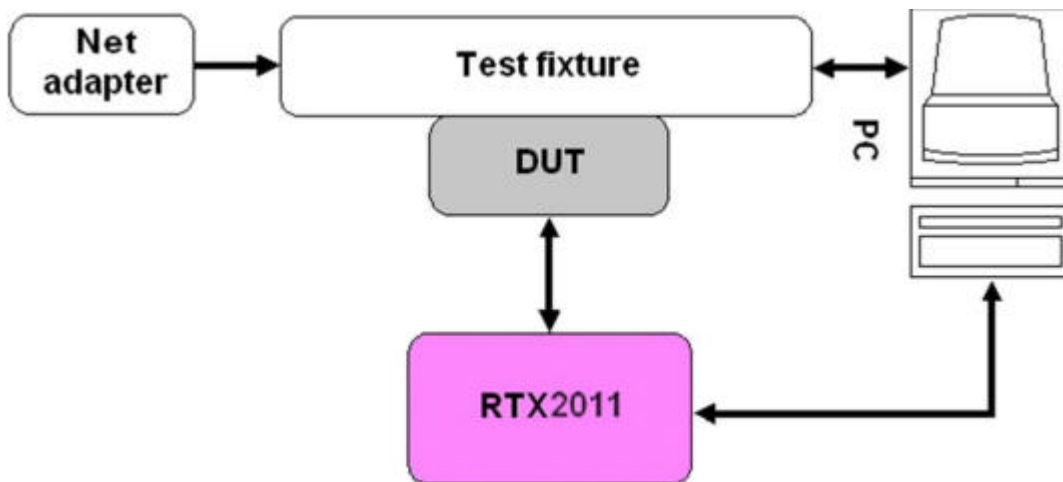 Net
adapter
Test fixture
PC
DUT
RTX2011